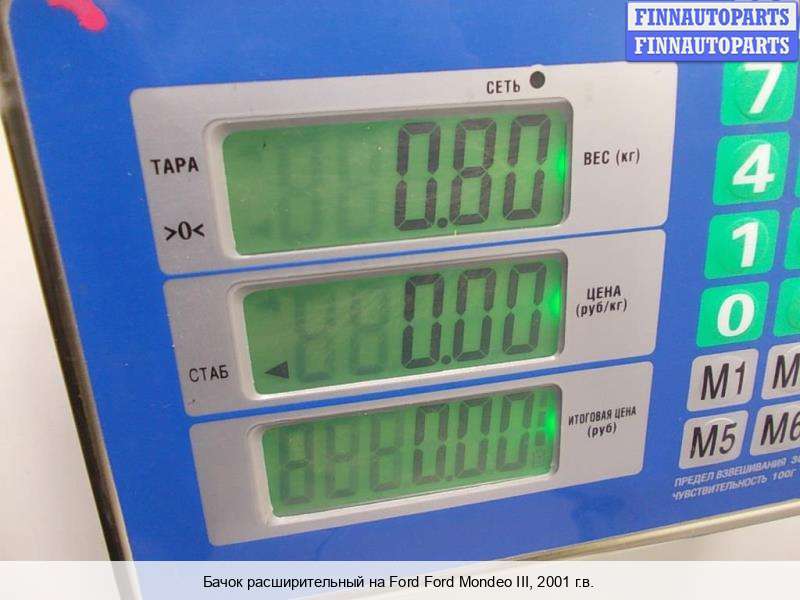 FINNAUTOPARTS
FINNAUTOPARTS
СЕТЬ
ТАРА
>0<
0.80
ВЕС (кг)
7
4
1
0
СТАБ
0.00
ЦЕНА
(руб/кг)
0.00
ИТОГОВАЯ ЦЕНА
(руб)
M1
M5
M6
ПРЕДЕЛ ВЗВЕШИВАНИЯ
ЧУВСТВИТЕЛЬНОСТЬ 100Г
Бачок расширительный на Ford Ford Mondeo III, 2001 г.в.